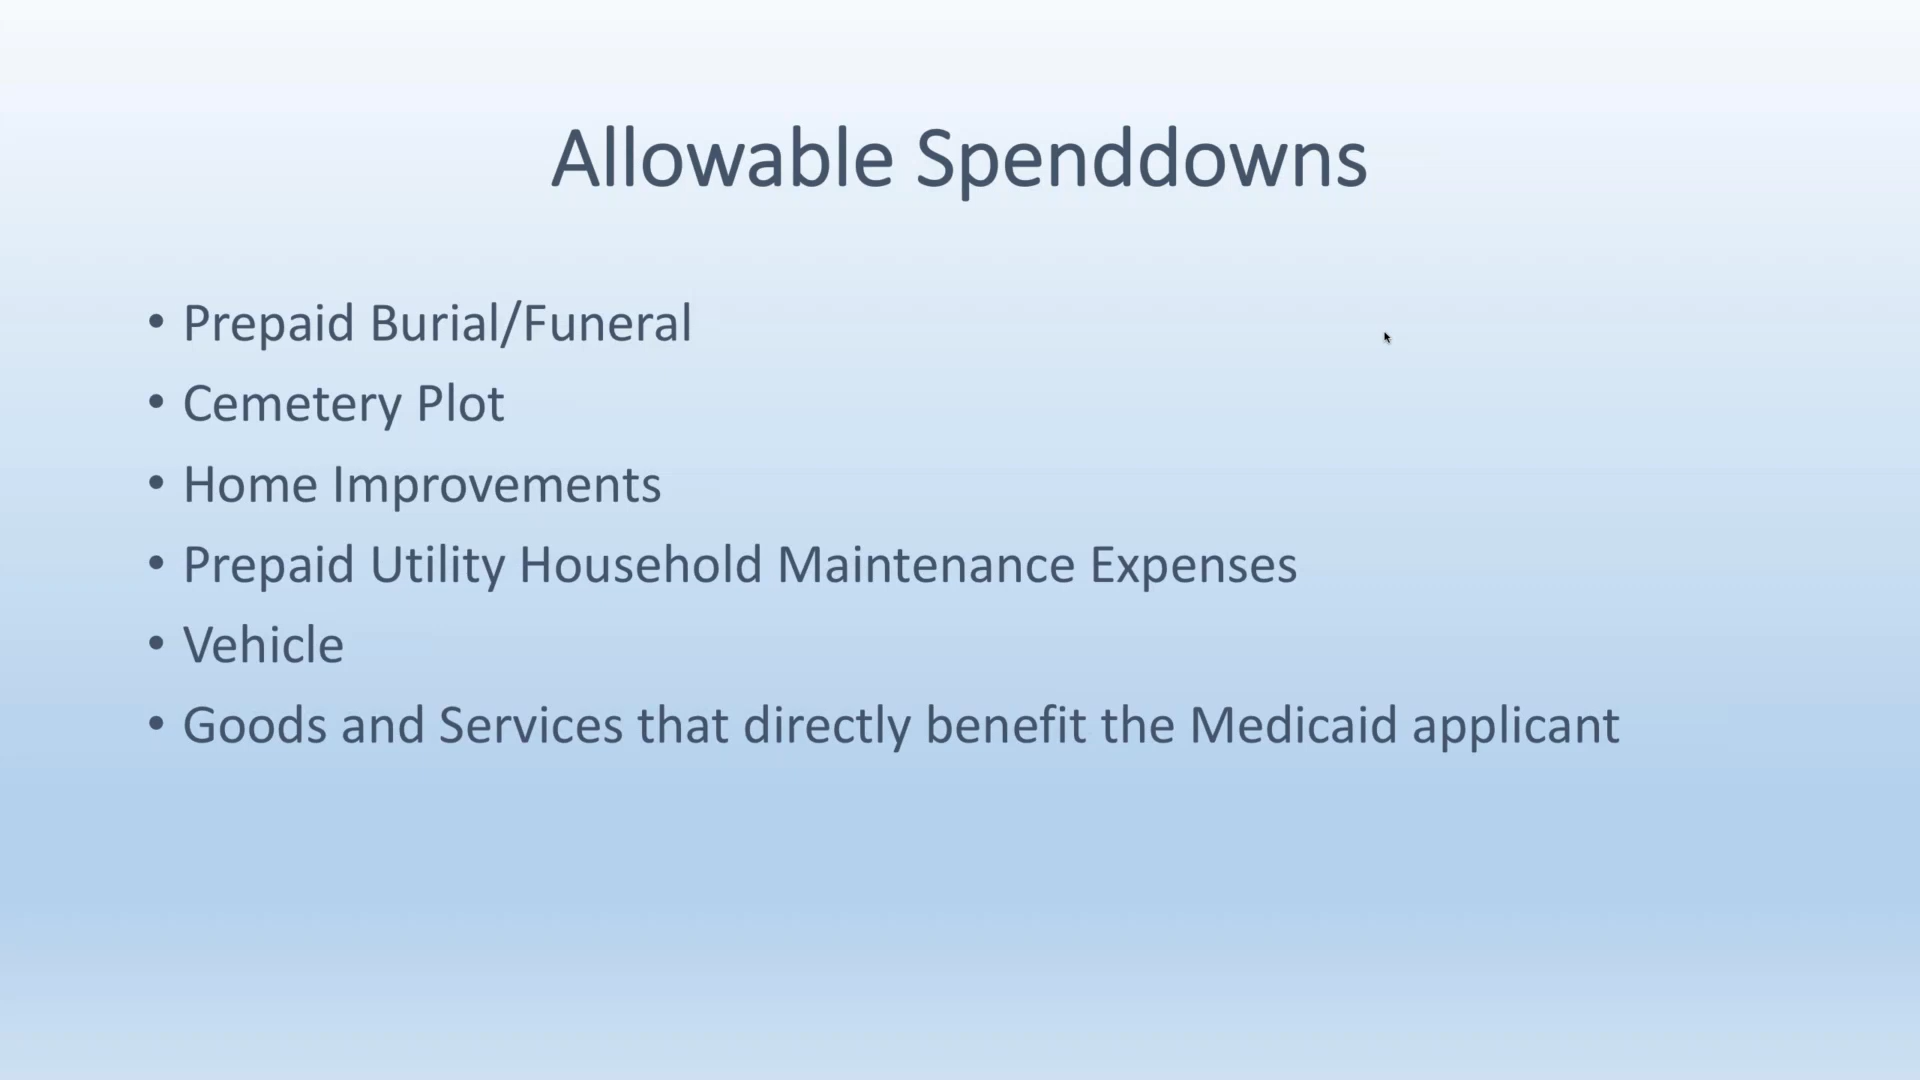 Allowable Spenddowns
• Prepaid Burial/Funeral
• Cemetery Plot
• Home Improvements
• Prepaid Utility Household Maintenance Expenses
• Vehicle
• Goods and Services that directly benefit the Medicaid applicant